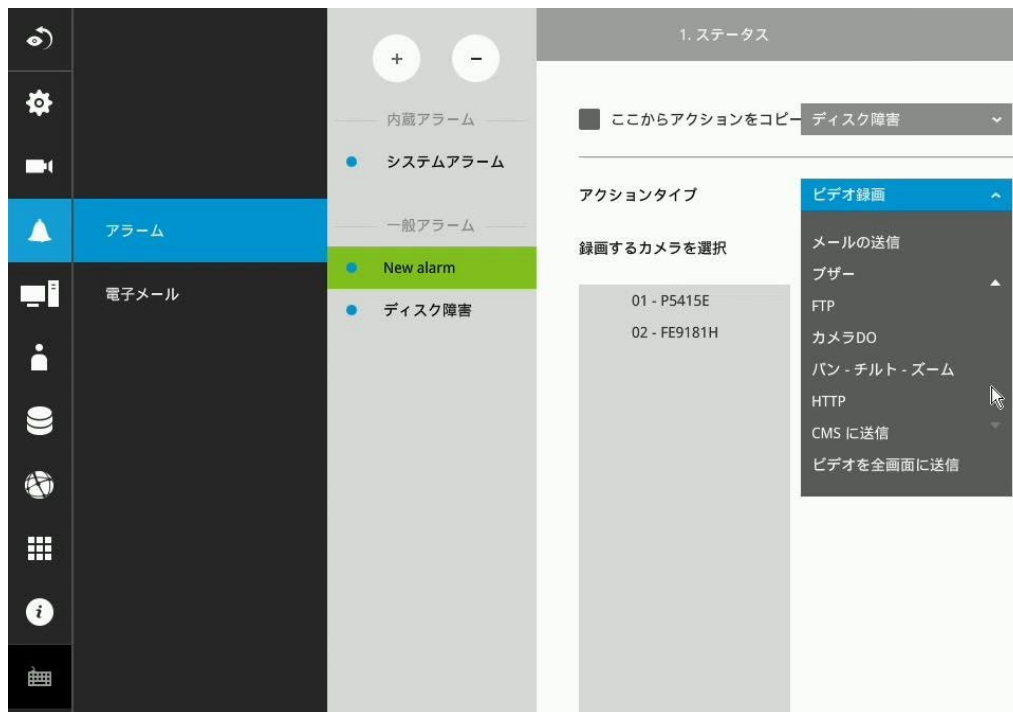 1. ステータス
+
-
内蔵アラーム
ここからアクションをコピー
ディスク障害
システムアラーム
アクションタイプ
ビデオ録画
アラーム
一般アラーム
録画するカメラを選択
メールの送信
New alarm
ブザー
電子メール
ディスク障害
01 - P5415E
FTP
02 - FE9181H
カメラDO
パン - チルト - ズーム
HTTP
CMS に送信
ビデオを全画面に送信